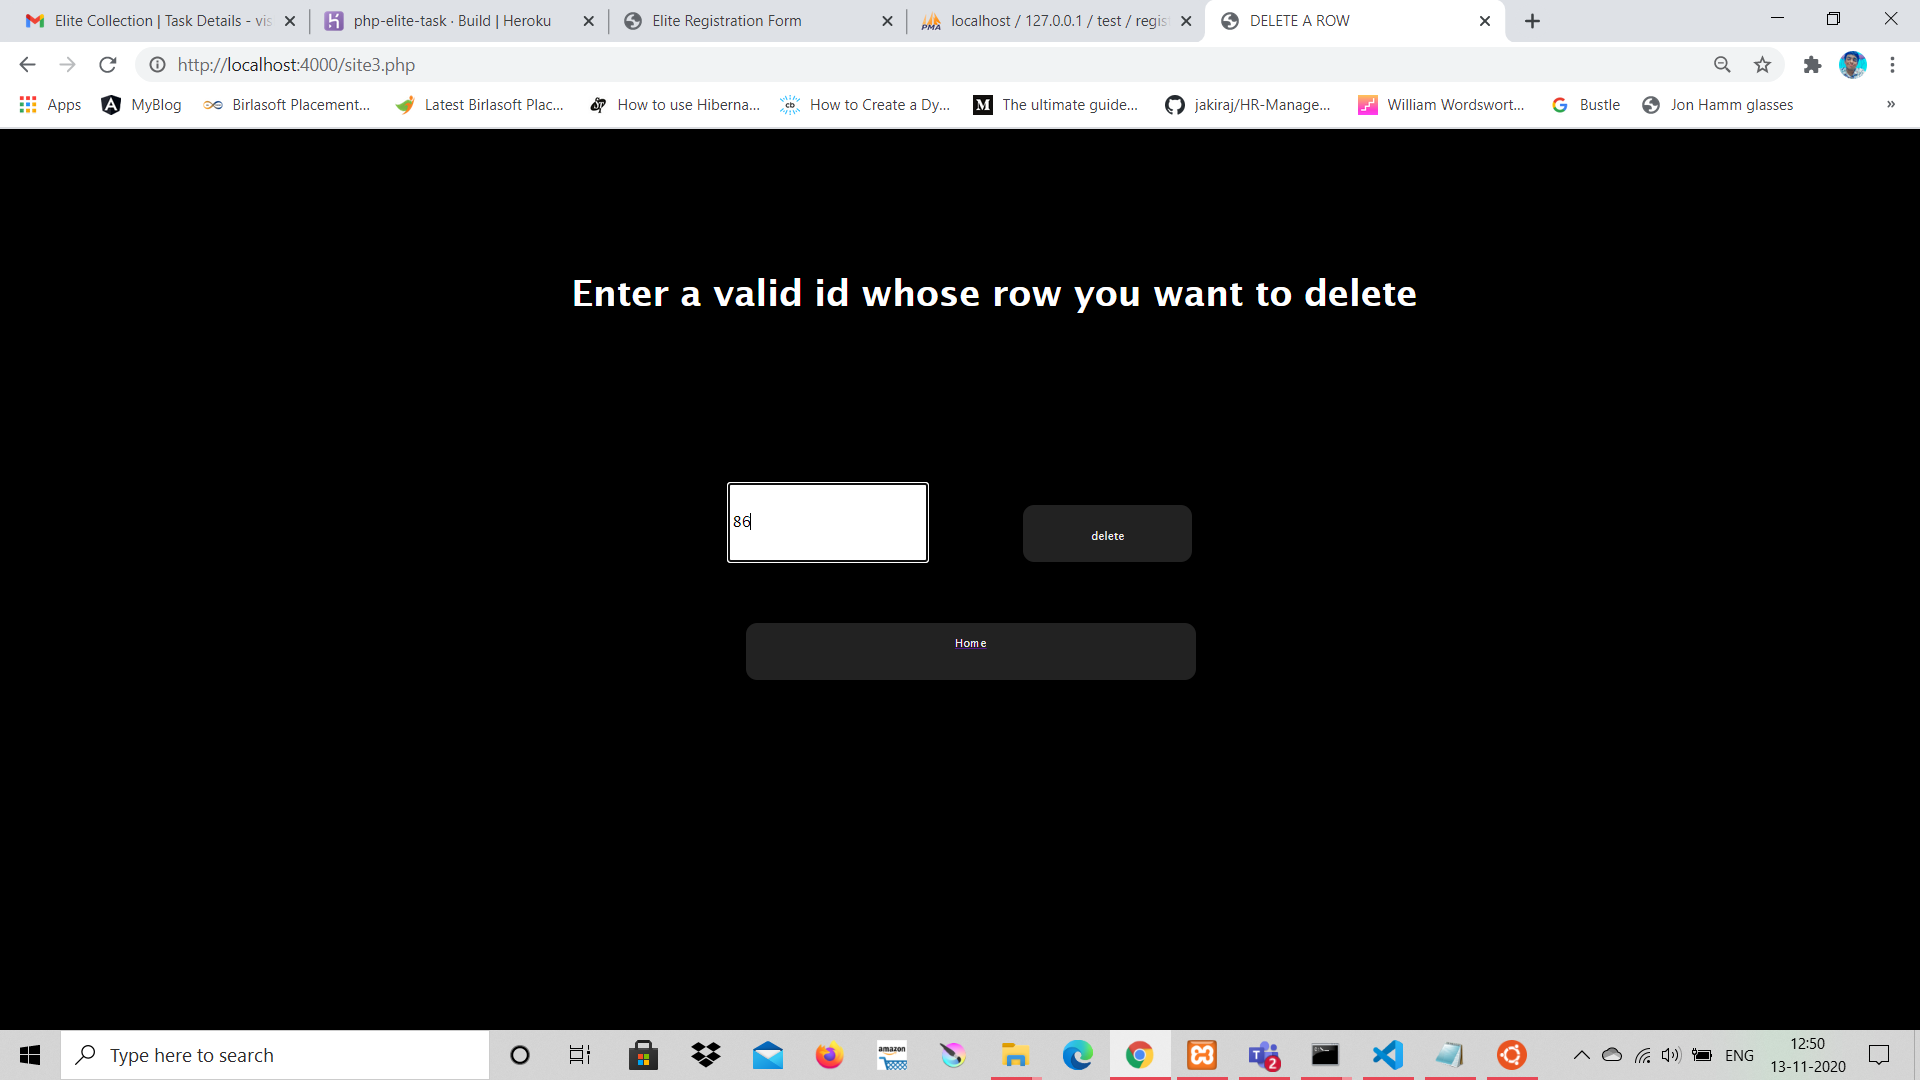 Elite Collection | Task Details - vis
php-elite-task · Build | Heroku
Elite Registration Form
PMA
localhost / 127.0.0.1 / test / regis
DELETE A ROW
http://localhost:4000/site3.php
Apps
MyBlog
Birlasoft Placement...
Latest Birlasoft Plac...
How to use Hiberna...
cb
How to Create a Dy...
The ultimate guide...
jakiraj/HR-Manage...
William Wordswort...
Bustle
Jon Hamm glasses
»
Enter a valid id whose row you want to delete
86
delete
Home
Type here to search
amazon
2
ENG
12:50
13-11-2020